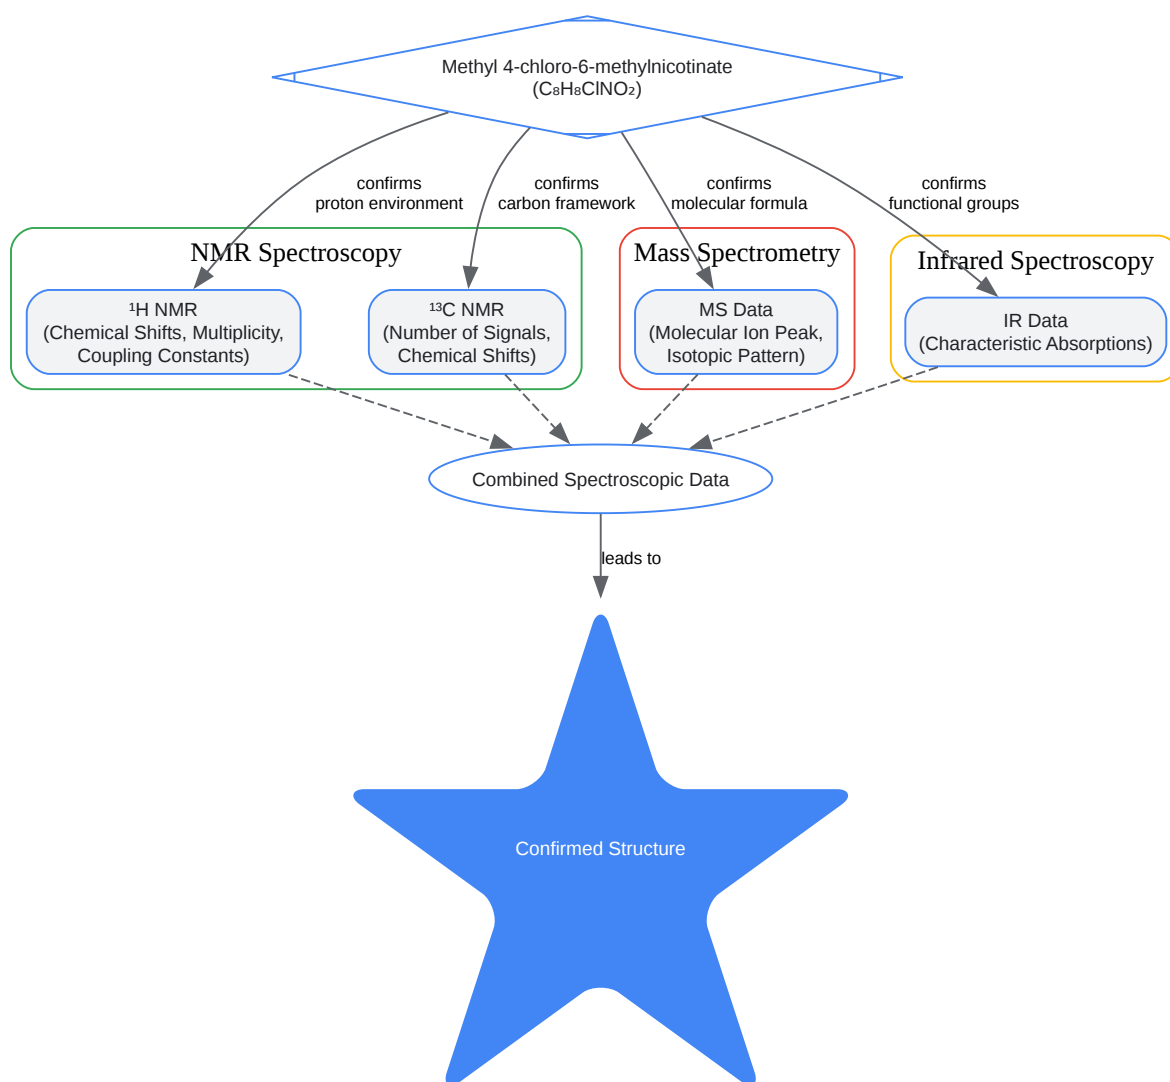 Methyl 4-chloro-6-methylnicotinate
(C₈H₈ClNO₂)
confirms
proton environment
confirms
carbon framework
confirms
molecular formula
confirms
functional groups
NMR Spectroscopy
Mass Spectrometry
Infrared Spectroscopy
¹H NMR
(Chemical Shifts, Multiplicity,
Coupling Constants)
¹³C NMR
(Number of Signals,
Chemical Shifts)
MS Data
(Molecular Ion Peak,
Isotopic Pattern)
IR Data
(Characteristic Absorptions)
Combined Spectroscopic Data
leads to
Confirmed Structure